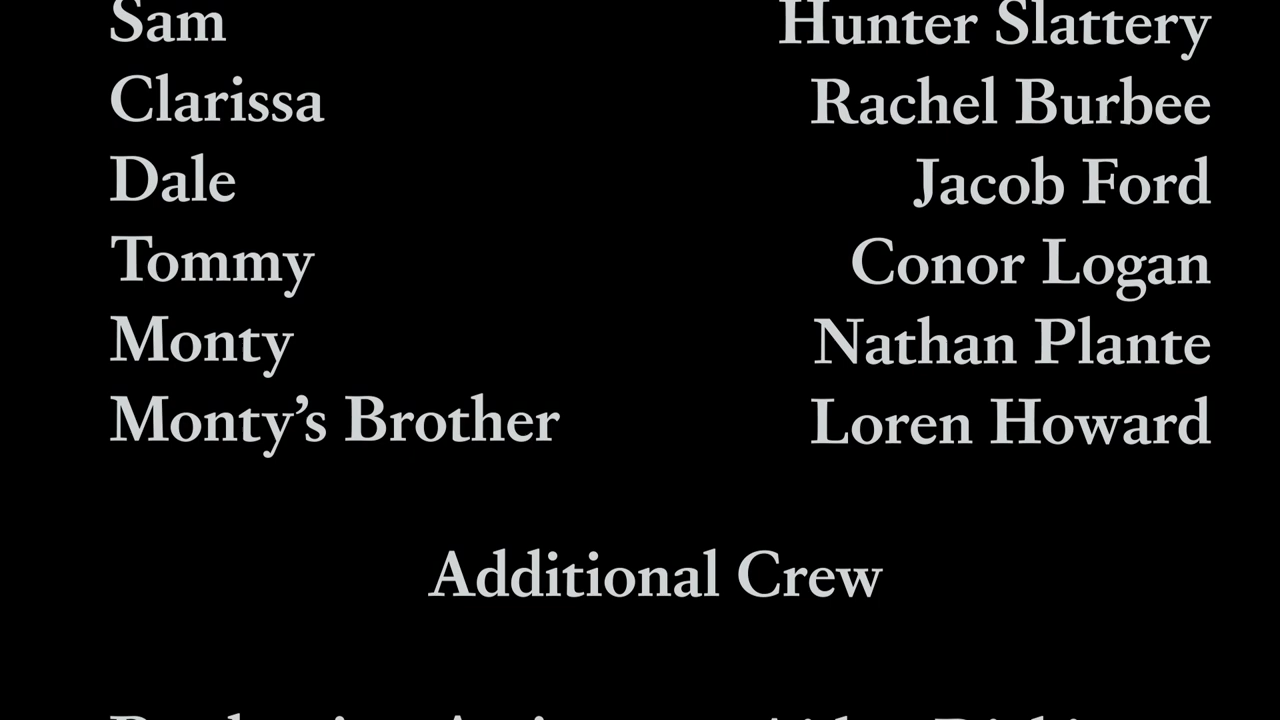 Sam Hunter Slattery
Clarissa Rachel Burbee
Dale Jacob Ford
Tommy Conor Logan
Monty Nathan Plante
Monty’s Brother Loren Howard
Additional Crew